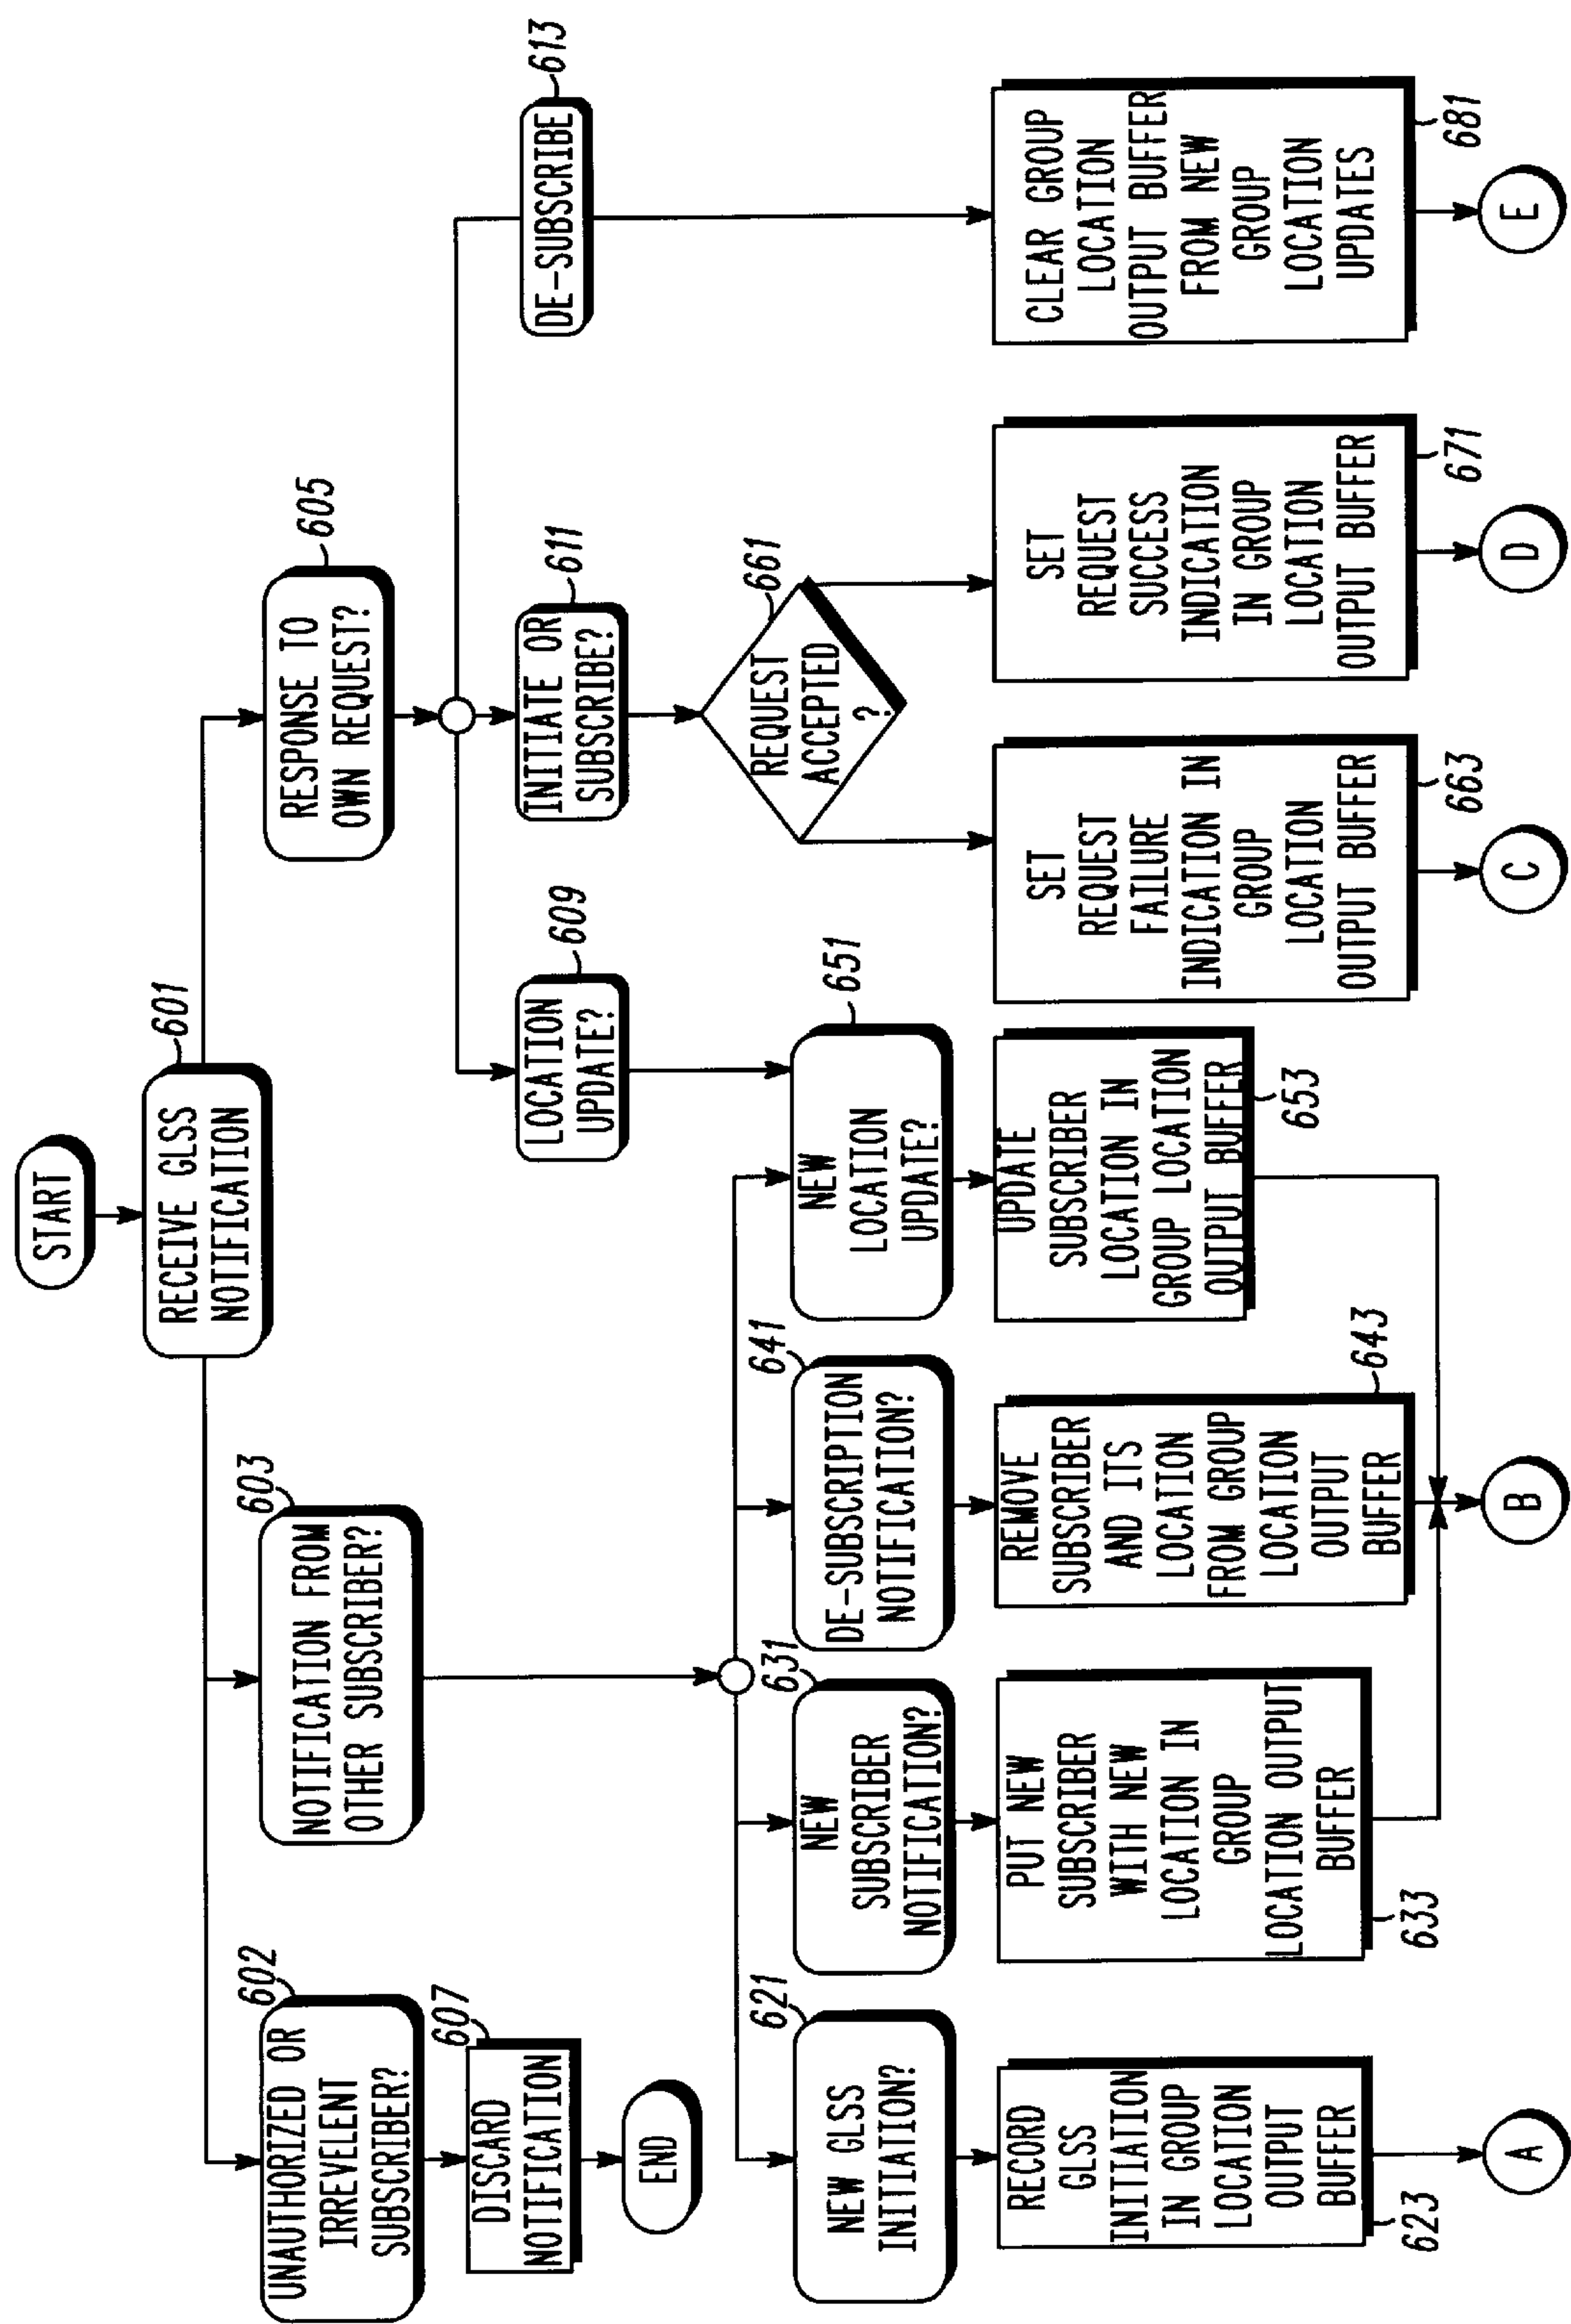 START
601
RECEIVE GLSS
NOTIFICATION
602
UNAUTHORIZED OR
IRREVELENT
SUBSCRIBER?
603
NOTIFICATION FROM
OTHER SUBSCRIBER?
605
RESPONSE TO
OWN REQUEST?
607
DISCARD
NOTIFICATION
END
609
LOCATION
UPDATE?
611
INITIATE OR
SUBSCRIBE?
613
DE-SUBSCRIBE
621
NEW GLSS
INITIATION?
631
NEW
SUBSCRIBER
NOTIFICATION?
641
DE-SUBSCRIPTION
NOTIFICATION?
651
NEW
LOCATION
UPDATE?
661
REQUEST
ACCEPTED
?
RECORD
GLSS
INITIATION
IN GROUP
LOCATION
OUTPUT
BUFFER
623
PUT NEW
SUBSCRIBER
WITH NEW
LOCATION IN
GROUP
LOCATION OUTPUT
BUFFER
633
REMOVE
SUBSCRIBER
AND ITS
LOCATION
FROM GROUP
LOCATION
OUTPUT
BUFFER
643
UPDATE
SUBSCRIBER
LOCATION IN
GROUP LOCATION
OUTPUT BUFFER
653
SET
REQUEST
FAILURE
INDICATION IN
GROUP
LOCATION
OUTPUT BUFFER
663
SET
REQUEST
SUCCESS
INDICATION
IN GROUP
LOCATION
OUTPUT BUFFER
671
CLEAR GROUP
LOCATION
OUTPUT BUFFER
FROM NEW
GROUP
LOCATION
UPDATES
681
A
B
C
D
E